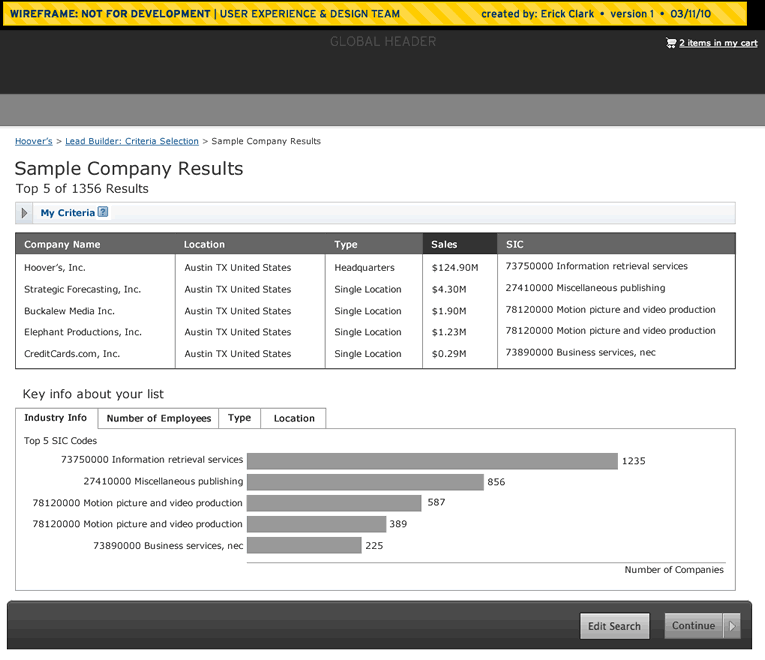 WIREFRAME: NOT FOR DEVELOPMENT | USER EXPERIENCE & DESIGN TEAM created by: Erick Clark • version 1 • 03/11/10
GLOBAL HEADER
2 items in my cart
Hoover's > Lead Builder: Criteria Selection > Sample Company Results
Sample Company Results
Top 5 of 1356 Results
My Criteria ?
Company Name Location Type Sales SIC
Hoover's, Inc. Austin TX United States Headquarters $124.90M 73750000 Information retrieval services
Strategic Forecasting, Inc. Austin TX United States Single Location $4.30M 27410000 Miscellaneous publishing
Buckalew Media Inc. Austin TX United States Single Location $1.90M 78120000 Motion picture and video production
Elephant Productions, Inc. Austin TX United States Single Location $1.23M 78120000 Motion picture and video production
CreditCards.com, Inc. Austin TX United States Single Location $0.29M 73890000 Business services, nec
Key info about your list
Industry Info Number of Employees Type Location
Top 5 SIC Codes
73750000 Information retrieval services 1235
27410000 Miscellaneous publishing 856
78120000 Motion picture and video production 587
78120000 Motion picture and video production 389
73890000 Business services, nec 225
Number of Companies
Edit Search Continue